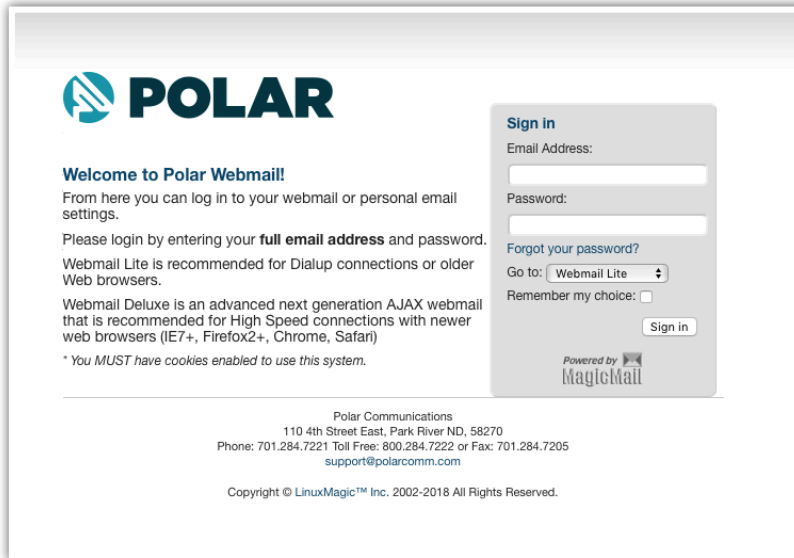 POLAR
Welcome to Polar Webmail!
From here you can log in to your webmail or personal email
settings.
Please login by entering your full email address and password.
Webmail Lite is recommended for Dialup connections or older
Web browsers.
Webmail Deluxe is an advanced next generation AJAX webmail
that is recommended for High Speed connections with newer
web browsers (IE7+, Firefox2+, Chrome, Safari)
* You MUST have cookies enabled to use this system.
Sign in
Email Address:
Password:
Forgot your password?
Go to: Webmail Lite
Remember my choice:
Sign in
Powered by
MagicMail
Polar Communications
110 4th Street East, Park River ND, 58270
Phone: 701.284.7221 Toll Free: 800.284.7222 or Fax: 701.284.7205
support@polarcomm.com
Copyright © LinuxMagic™ Inc. 2002-2018 All Rights Reserved.